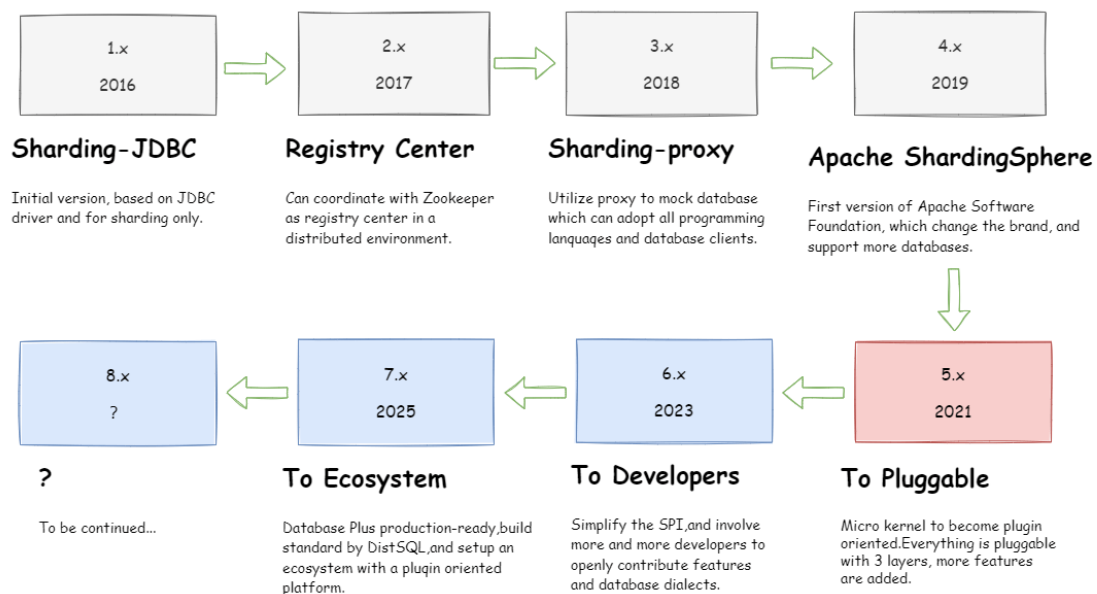 1.x
2016
Sharding-JDBC
Initial version, based on JDBC
driver and for sharding only.
2.x
2017
Registry Center
Can coordinate with Zookeeper
as registry center in a
distributed environment.
3.x
2018
Sharding-proxy
Utilize proxy to mock database
which can adopt all programming
languages and database clients.
4.x
2019
Apache ShardingSphere
First version of Apache Software
Foundation, which change the brand, and
support more databases.
5.x
2021
To Pluggable
Micro kernel to become plugin
oriented.Everything is pluggable
with 3 layers, more features
are added.
6.x
2023
To Developers
Simplify the SPI,and involve
more and more developers to
openly contribute features
and database dialects.
7.x
2025
To Ecosystem
Database Plus production-ready,build
standard by DistSQL,and setup an
ecosystem with a plugin oriented
platform.
8.x
?
?
To be continued...